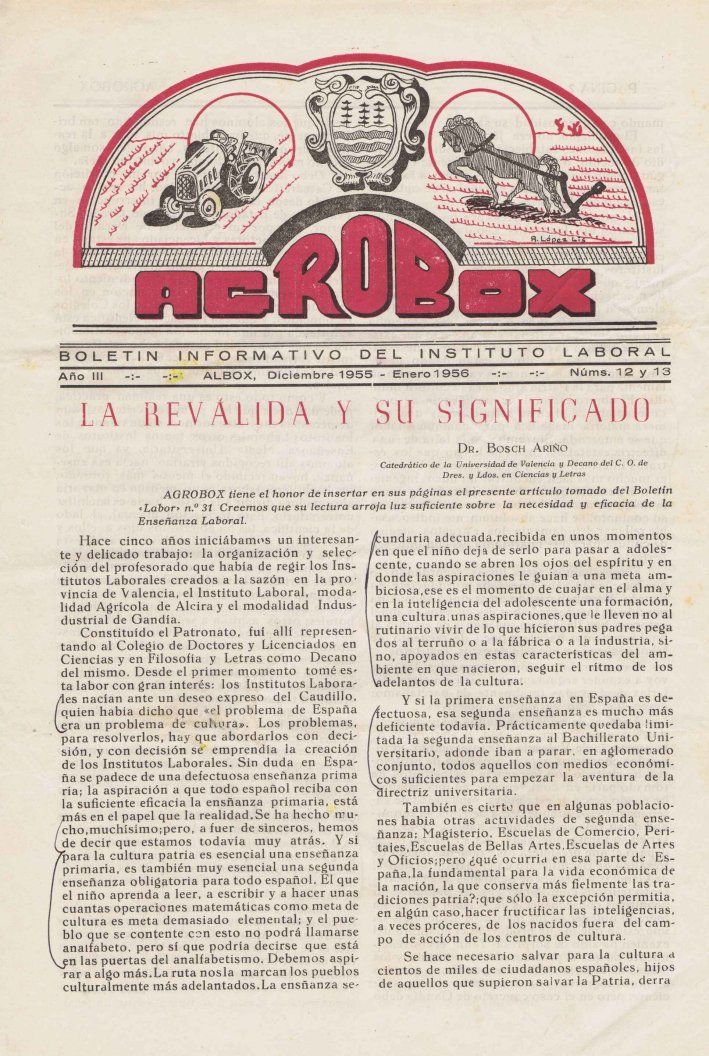 A. López Lis
AGROBOX
BOLETIN INFORMATIVO DEL INSTITUTO LABORAL
Año III -:- -:- ALBOX, Diciembre 1955 - Enero 1956 -:- -:- Núms. 12 y 13
LA REVÁLIDA Y SU SIGNIFICADO
DR. BOSCH ARIÑO
Catedrático de la Universidad de Valencia y Decano del C. O. de
Dres. y Ldos. en Ciencias y Letras
AGROBOX tiene el honor de insertar en sus páginas el presente artículo tomado del Boletín
«Labor» n.º 31 Creemos que su lectura arroja luz suficiente sobre la necesidad y eficacia de la
Enseñanza Laboral.
Hace cinco años iniciábamos un interesan-
te y delicado trabajo: la organización y selec-
ción del profesorado que había de regir los Ins-
titutos Laborales creados a la sazón en la pro-
vincia de Valencia, el Instituto Laboral, moda-
lidad Agrícola de Alcira y el modalidad Indus-
dustrial de Gandía.
Constituído el Patronato, fuí allí represen-
tando al Colegio de Doctores y Licenciados en
Ciencias y en Filosofía y Letras como Decano
del mismo. Desde el primer momento tomé es-
ta labor con gran interés: los Institutos Labora-
les nacían ante un deseo expreso del Caudillo,
quien había dicho que «el problema de España
era un problema de cultura». Los problemas,
para resolverlos, hay que abordarlos con deci-
sión, y con decisión se emprendía la creación
de los Institutos Laborales. Sin duda en Espa-
ña se padece de una defectuosa enseñanza prima
ria; la aspiración a que todo español reciba con
la suficiente eficacia la ensñanza primaria, está
más en el papel que la realidad. Se ha hecho mu-
cho, muchísimo; pero, a fuer de sinceros, hemos
de decir que estamos todavía muy atrás. Y si
para la cultura patria es esencial una enseñanza
primaria, es también muy esencial una segunda
enseñanza obligatoria para todo español. El que
el niño aprenda a leer, a escribir y a hacer unas
cuantas operaciones matemáticas como meta de
cultura es meta demasiado elemental; y el pue-
blo que se contente con esto no podrá llamarse
analfabeto, pero sí que podría decirse que está
en las puertas del analfabetismo. Debemos aspi-
rar a algo más. La ruta nos la marcan los pueblos
culturalmente más adelantados. La ensñanza se-
cundaria adecuada.recibida en unos momentos
en que el niño deja de serlo para pasar a adoles-
cente, cuando se abren los ojos del espíritu y en
donde las aspiraciones le guían a una meta am-
biciosa, ese es el momento de cuajar en el alma y
en la inteligencia del adolescente una formación,
una cultura, unas aspiraciones, que le lleven no al
rutinario vivir de lo que hicieron sus padres pega
dos al terruño o a la fábrica o a la industria, si-
no, apoyados en estas características del am-
biente en que nacieron, seguir el ritmo de los
adelantos de la cultura.
Y si la primera enseñanza en España es de-
fectuosa, esa segunda enseñanza es mucho más
deficiente todavía. Prácticamente quedaba limi-
tada la segunda enseñanza al Bachillerato Uni-
versitario, adonde iban a parar, en aglomerado
conjunto, todos aquellos con medios económi-
cos suficientes para empezar la aventura de la
directriz universitaria.
También es cierto que en algunas poblacio-
nes había otras actividades de segunda ense-
ñanza; Magisterio, Escuelas de Comercio, Peri-
tajes, Escuelas de Bellas Artes, Escuelas de Artes
y Oficios; pero ¿qué ocurría en esa parte de Es-
paña, la fundamental para la vida económica de
la nación, la que conserva más fielmente las tra-
diciones patria?; que sólo la excepción permitía,
en algún caso, hacer fructificar las inteligencias,
a veces próceres, de los nacidos fuera del cam-
po de acción de los centros de cultura.
Se hace necesario salvar para la cultura a
cientos de miles de ciudadanos españoles, hijos
de aquellos que supieron salvar la Patria, derra